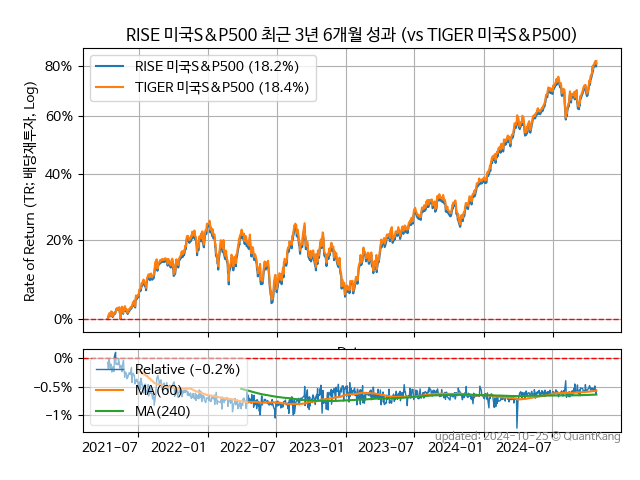 RISE 미국S&P500 최근 3년 6개월 성과 (vs TIGER 미국S&P500)
Rate of Return (TR: 배당재투자, Log)
80%
60%
40%
20%
0%
RISE 미국S&P500 (18.2%)
TIGER 미국S&P500 (18.4%)
0%
−0.5%
−1%
Relative (−0.2%)
MA(60)
MA(240)
updated: 2024-10-25 © QuantKang
2021-07 2022-01 2022-07 2023-01 2023-07 2024-01 2024-07